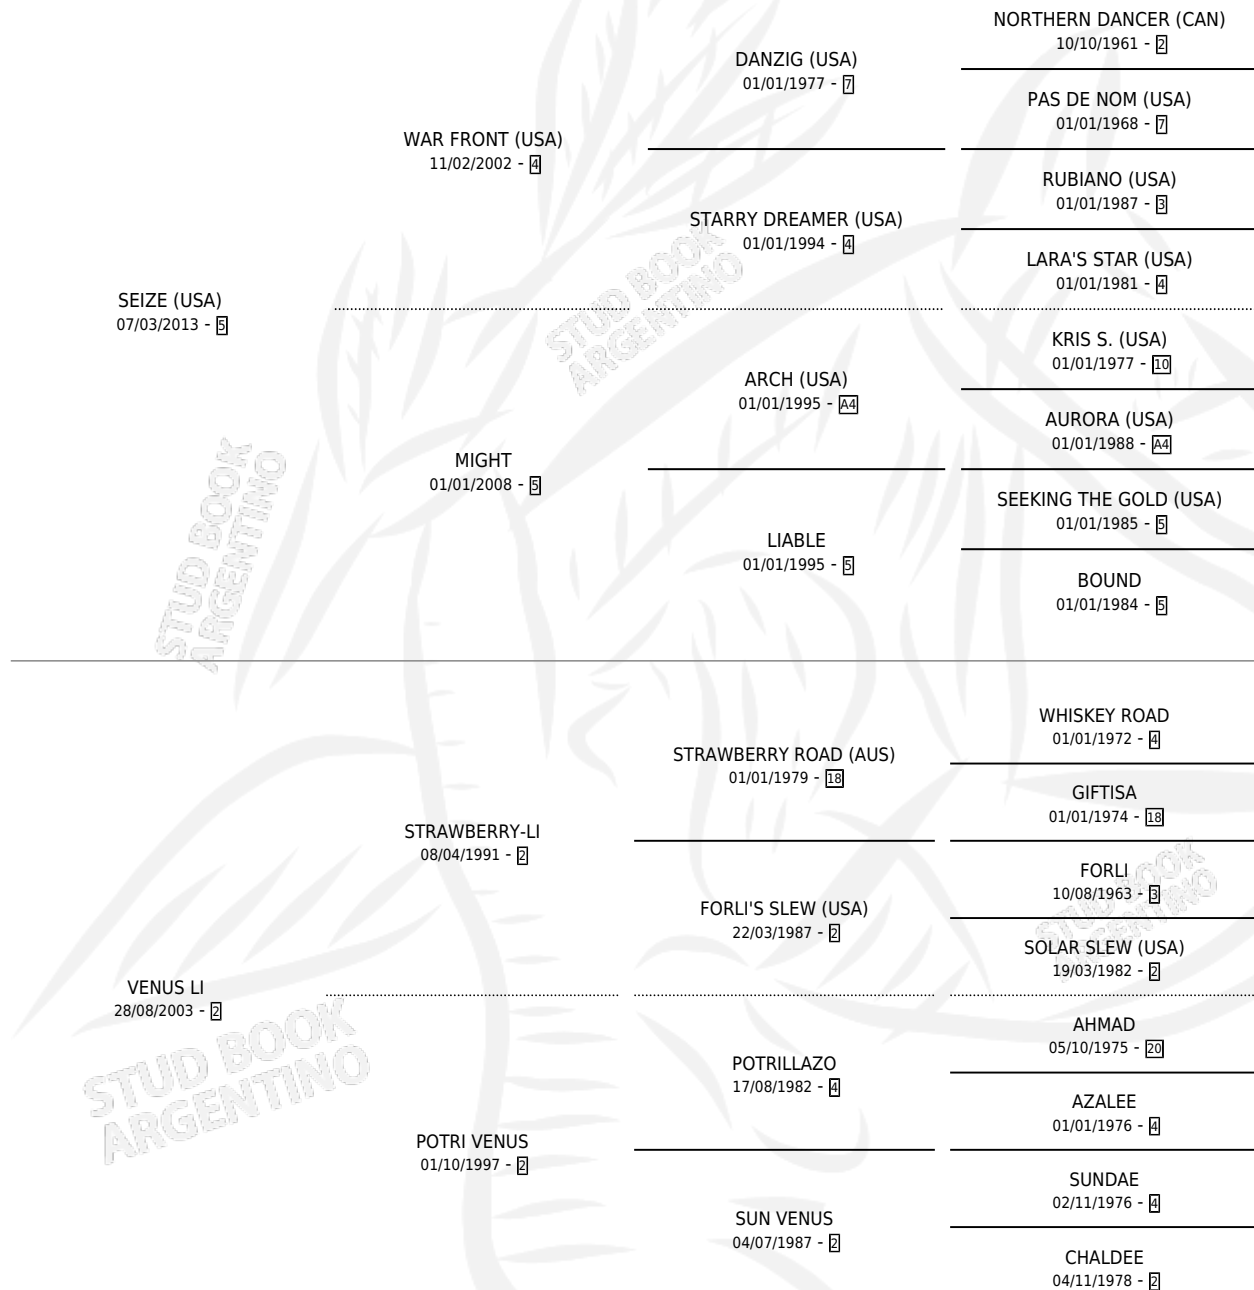 NORTHERN DANCER (CAN)
10/10/1961 - 2
DANZIG (USA)
01/01/1977 - 7
PAS DE NOM (USA)
01/01/1968 - 7
WAR FRONT (USA)
11/02/2002 - 4
RUBIANO (USA)
01/01/1987 - 3
STARRY DREAMER (USA)
01/01/1994 - 4
LARA'S STAR (USA)
01/01/1981 - 4
SEIZE (USA)
07/03/2013 - 5
KRIS S. (USA)
01/01/1977 - 10
ARCH (USA)
01/01/1995 - A4
AURORA (USA)
01/01/1988 - A4
MIGHT
01/01/2008 - 5
SEEKING THE GOLD (USA)
01/01/1985 - 5
LIABLE
01/01/1995 - 5
BOUND
01/01/1984 - 5
WHISKEY ROAD
01/01/1972 - 4
STRAWBERRY ROAD (AUS)
01/01/1979 - 18
GIFTISA
01/01/1974 - 18
STRAWBERRY-LI
08/04/1991 - 2
FORLI
10/08/1963 - 3
FORLI'S SLEW (USA)
22/03/1987 - 2
SOLAR SLEW (USA)
19/03/1982 - 2
VENUS LI
28/08/2003 - 2
AHMAD
05/10/1975 - 20
POTRILLAZO
17/08/1982 - 4
AZALEE
01/01/1976 - 4
POTRI VENUS
01/10/1997 - 2
SUNDAE
02/11/1976 - 4
SUN VENUS
04/07/1987 - 2
CHALDEE
04/11/1978 - 2
STUD BOOK
ARGENTINO
STUD BOOK
ARGENTINO
STUD BOOK
ARGENTINO
STUD BOOK
ARGENTINO